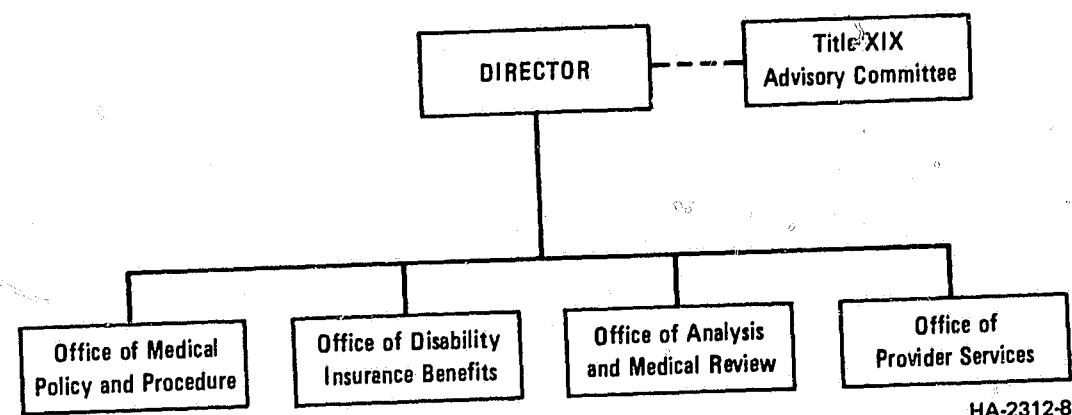 DIRECTOR
Title XIX
Advisory Committee
Office of Medical
Policy and Procedure
Office of Disability
Insurance Benefits
Office of Analysis
and Medical Review
Office of
Provider Services
HA-2312-8